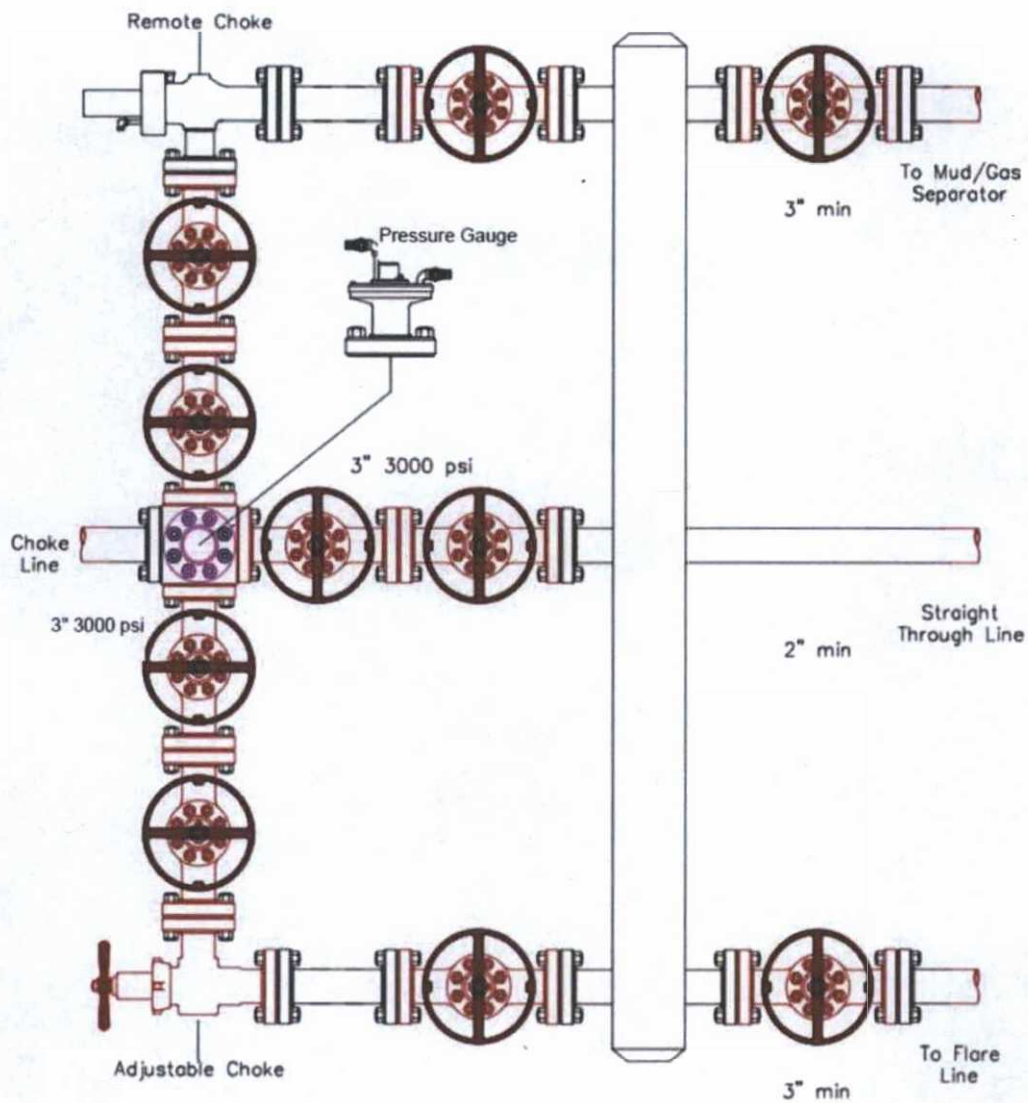 Remote Choke
To Mud/Gas
Separator
3" min
Pressure Gauge
3" 3000 psi
Choke
Line
3" 3000 psi
Straight
Through Line
2" min
Adjustable Choke
To Flare
Line
3" min